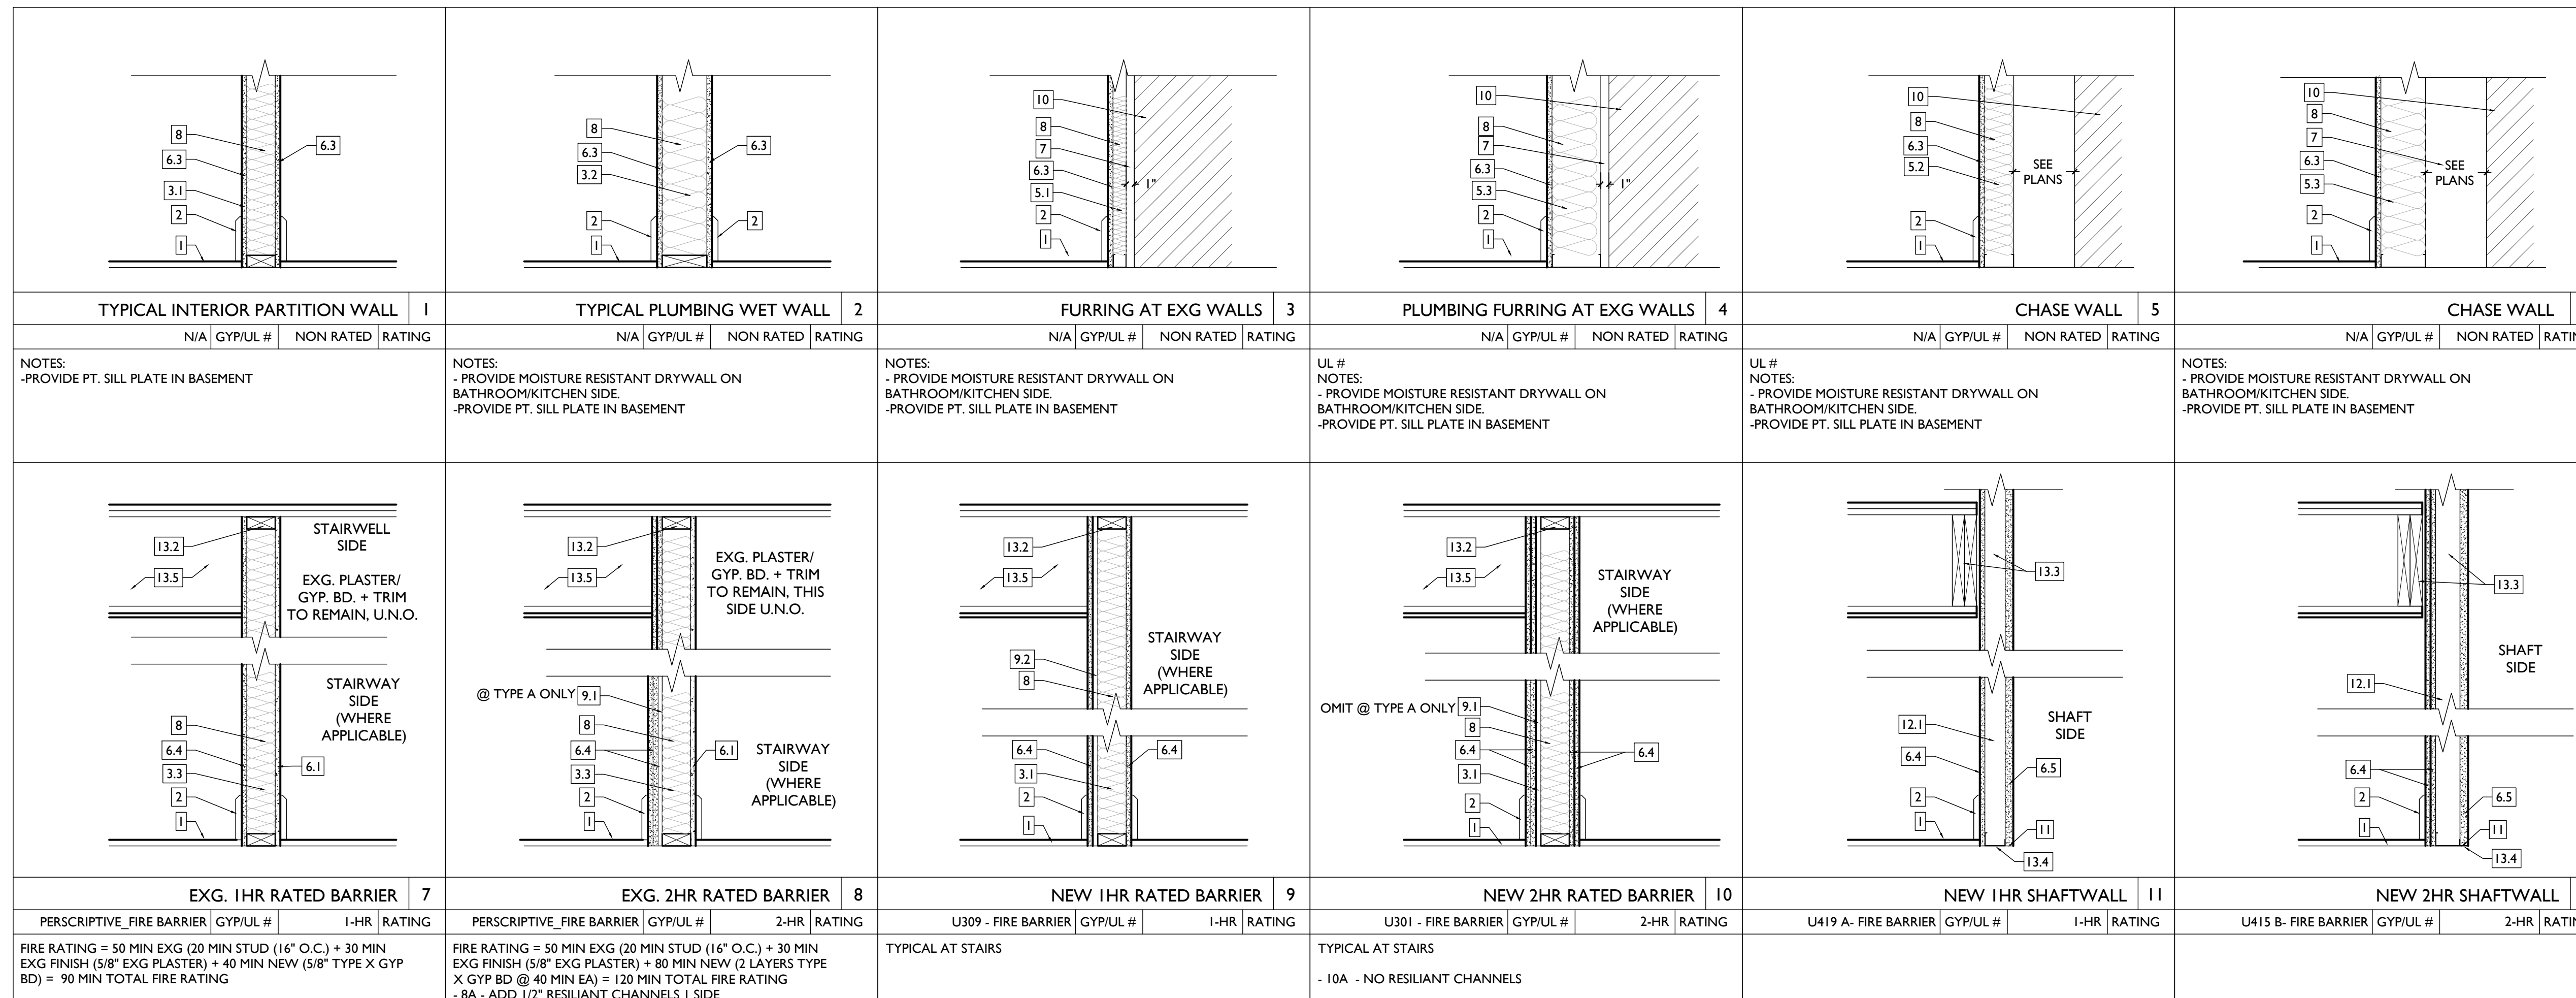 8
6.3
3.1
2
1
6.3
TYPICAL INTERIOR PARTITION WALL 1
N/A GYP/UL # NON RATED RATING
NOTES:
-PROVIDE PT. SILL PLATE IN BASEMENT
8
6.3
3.2
2
1
6.3
2
TYPICAL PLUMBING WET WALL 2
N/A GYP/UL # NON RATED RATING
NOTES:
- PROVIDE MOISTURE RESISTANT DRYWALL ON
BATHROOM/KITCHEN SIDE.
-PROVIDE PT. SILL PLATE IN BASEMENT
10
8
7
6.3
5.1
2
1
1"
FURRING AT EXG WALLS 3
N/A GYP/UL # NON RATED RATING
NOTES:
- PROVIDE MOISTURE RESISTANT DRYWALL ON
BATHROOM/KITCHEN SIDE.
-PROVIDE PT. SILL PLATE IN BASEMENT
10
8
7
6.3
5.3
2
1
1"
PLUMBING FURRING AT EXG WALLS 4
N/A GYP/UL # NON RATED RATING
UL #
NOTES:
- PROVIDE MOISTURE RESISTANT DRYWALL ON
BATHROOM/KITCHEN SIDE.
-PROVIDE PT. SILL PLATE IN BASEMENT
10
8
6.3
5.2
2
1
SEE
PLANS
CHASE WALL 5
N/A GYP/UL # NON RATED RATING
UL #
NOTES:
- PROVIDE MOISTURE RESISTANT DRYWALL ON
BATHROOM/KITCHEN SIDE.
-PROVIDE PT. SILL PLATE IN BASEMENT
10
8
7
6.3
5.3
2
1
SEE
PLANS
CHASE WALL
N/A GYP/UL # NON RATED
NOTES:
- PROVIDE MOISTURE RESISTANT DRYWALL ON
BATHROOM/KITCHEN SIDE.
-PROVIDE PT. SILL PLATE IN BASEMENT
13.2
13.5
STAIRWELL
SIDE
EXG. PLASTER/
GYP. BD. + TRIM
TO REMAIN, U.N.O.
STAIRWAY
SIDE
(WHERE
APPLICABLE)
8
6.4
3.3
2
1
6.1
EXG. 1HR RATED BARRIER 7
PERSCRIPTIVE_FIRE BARRIER GYP/UL # 1-HR RATING
FIRE RATING = 50 MIN EXG (20 MIN STUD (16" O.C.) + 30 MIN
EXG FINISH (5/8" EXG PLASTER) + 40 MIN NEW (5/8" TYPE X GYP
BD) = 90 MIN TOTAL FIRE RATING
13.2
13.5
EXG. PLASTER/
GYP. BD. + TRIM
TO REMAIN, THIS
SIDE U.N.O.
@ TYPE A ONLY 9.1
8
6.4
3.3
2
1
6.1
STAIRWAY
SIDE
(WHERE
APPLICABLE)
EXG. 2HR RATED BARRIER 8
PERSCRIPTIVE_FIRE BARRIER GYP/UL # 2-HR RATING
FIRE RATING = 50 MIN EXG (20 MIN STUD (16" O.C.) + 30 MIN
EXG FINISH (5/8" EXG PLASTER) + 80 MIN NEW (2 LAYERS TYPE
X GYP BD @ 40 MIN EA) = 120 MIN TOTAL FIRE RATING
- 8A - ADD 1/2" RESILIANT CHANNELS 1 SIDE
13.2
13.5
9.2
8
STAIRWAY
SIDE
(WHERE
APPLICABLE)
6.4
3.1
2
1
6.4
NEW 1HR RATED BARRIER 9
U309 - FIRE BARRIER GYP/UL # 1-HR RATING
TYPICAL AT STAIRS
13.2
13.5
STAIRWAY
SIDE
(WHERE
APPLICABLE)
OMIT @ TYPE A ONLY 9.1
8
6.4
3.1
2
1
6.4
NEW 2HR RATED BARRIER 10
U301 - FIRE BARRIER GYP/UL # 2-HR RATING
TYPICAL AT STAIRS
- 10A - NO RESILIANT CHANNELS
13.3
12.1
6.4
2
1
SHAFT
SIDE
6.5
11
13.4
NEW 1HR SHAFTWALL 11
U419 A- FIRE BARRIER GYP/UL # 1-HR RATING
13.3
SHAFT
SIDE
12.1
6.4
2
1
6.5
11
13.4
NEW 2HR SHAFTWALL
U415 B- FIRE BARRIER GYP/UL # 2-HR